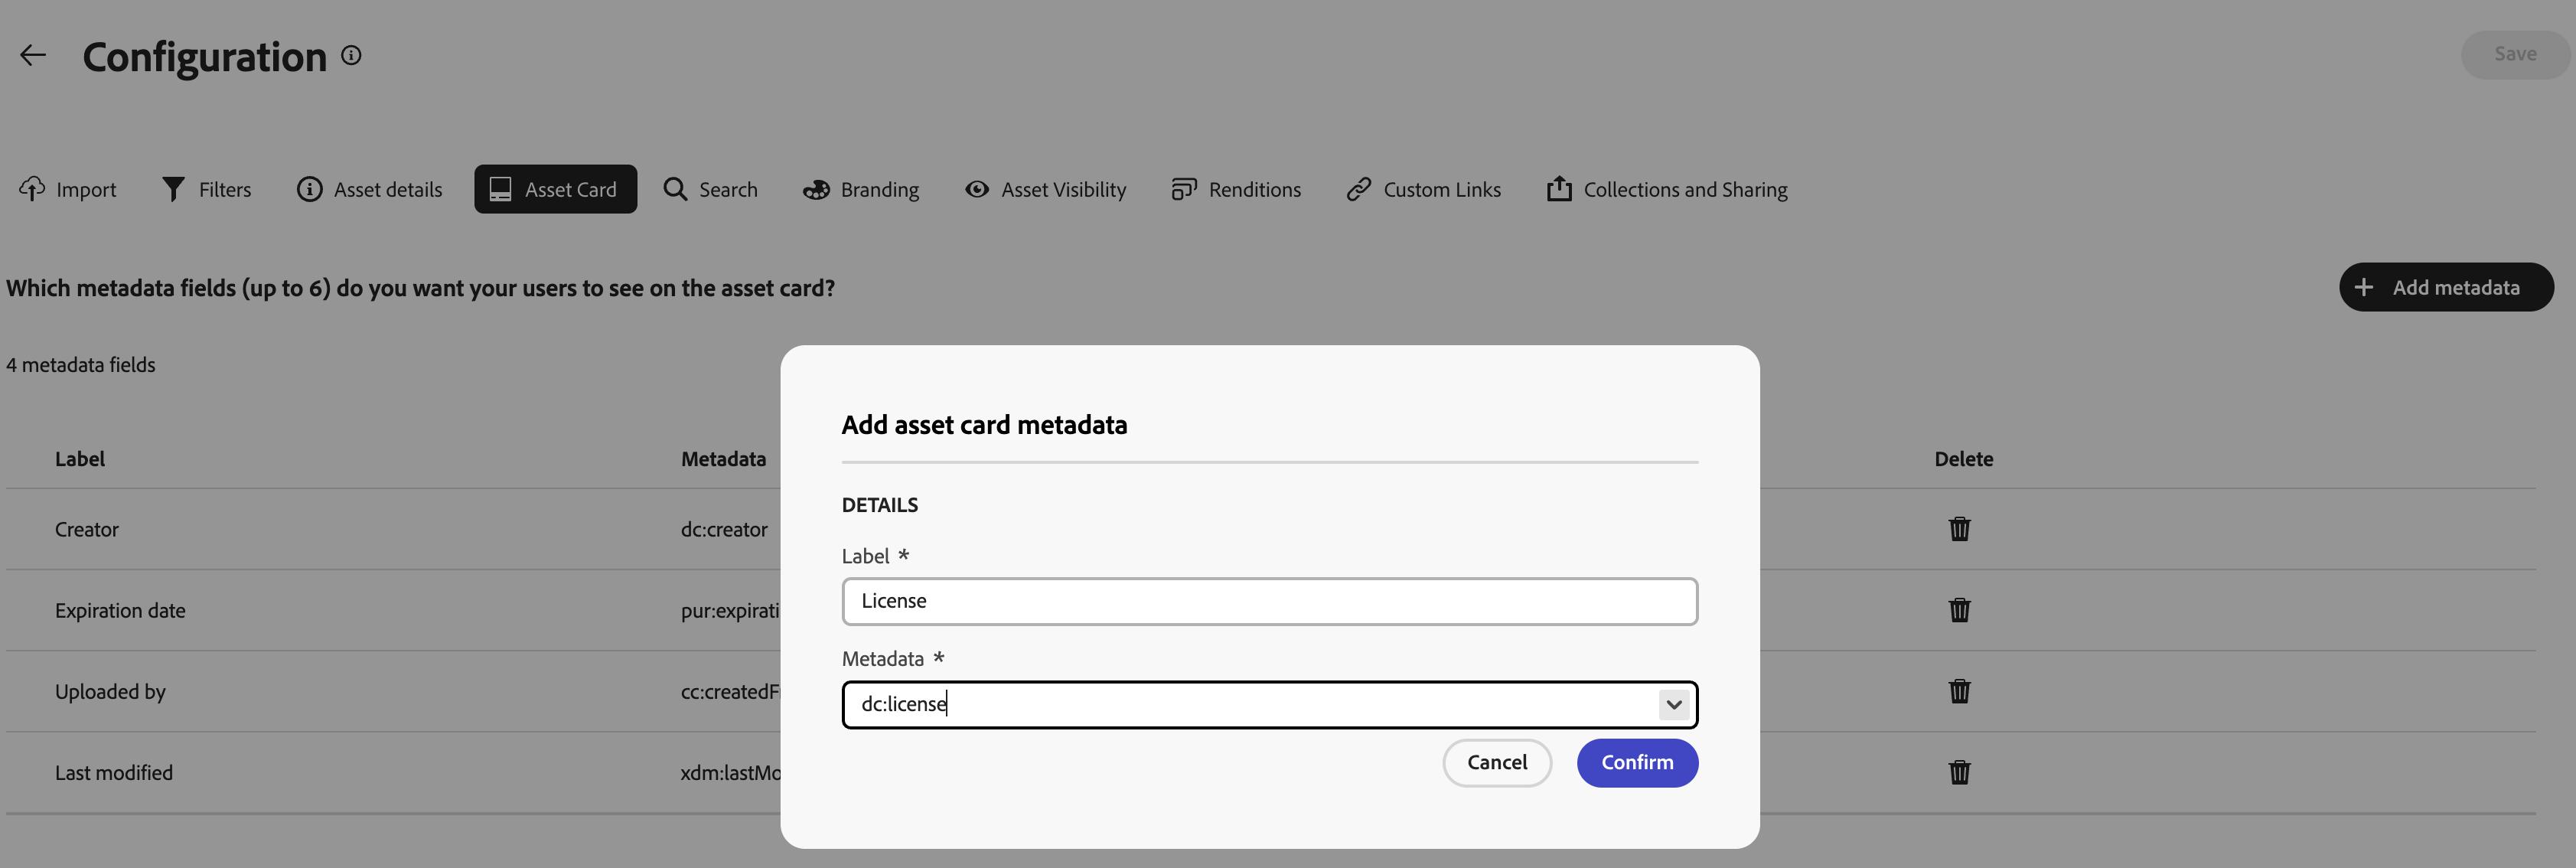 Configuration
Save
Import Filters Asset details Asset Card Search Branding Asset Visibility Renditions Custom Links Collections and Sharing
Which metadata fields (up to 6) do you want your users to see on the asset card?
Add metadata
4 metadata fields
Label Metadata Delete
Creator dc:creator
Expiration date pur:expirati
Uploaded by cc:createdF
Last modified xdm:lastMo
Add asset card metadata
DETAILS
Label *
License
Metadata *
dc:license
Cancel Confirm